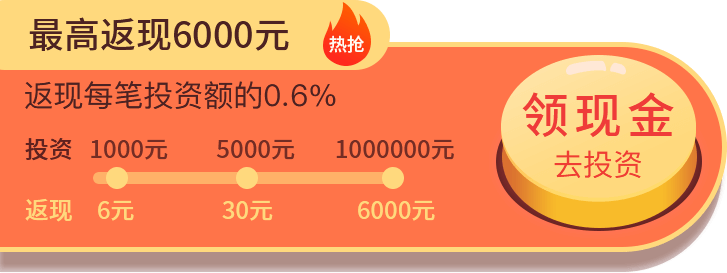 最高返现6000元
热抢
返现每笔投资额的0.6%
投资 1000元 5000元 1000000元
返现 6元 30元 6000元
领现金
去投资